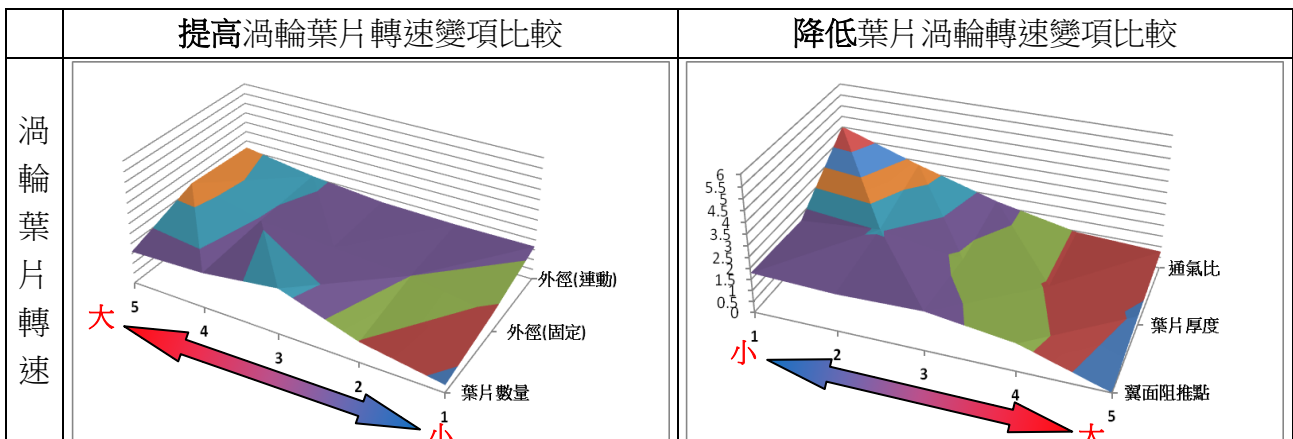 提高渦輪葉片轉速變項比較
降低葉片渦輪轉速變項比較
渦輪葉片轉速
外徑(連動)
外徑(固定)
葉片數量
5
4
3
2
1
大
小
6
5.5
5
4.5
4
3.5
3
2.5
2
1.5
1
0.5
0
通氣比
葉片厚度
翼面阻推點
1
2
3
4
5
小
大